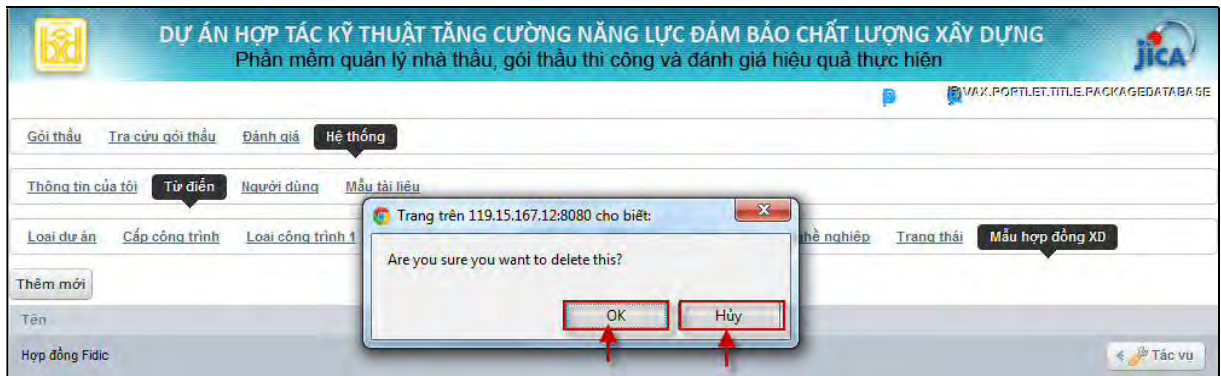 DỰ ÁN HỢP TÁC KỸ THUẬT TĂNG CƯỜNG NĂNG LỰC ĐẢM BẢO CHẤT LƯỢNG XÂY DỰNG
Phần mềm quản lý nhà thầu, gói thầu thi công và đánh giá hiệu quả thực hiện
bxd
jICA
VAX.PORTLET.TITLE.PACKAGEDATABASE
Gói thầu Tra cứu gói thầu Đánh giá Hệ thống
Thông tin của tôi Từ điển Người dùng Mẫu tài liệu
Trang trên 119.15.167.12:8080 cho biết:
Loại dự án Cấp công trình Loại công trình 1 nghiệp Trạng thái Mẫu hợp đồng XD
Are you sure you want to delete this?
Thêm mới
OK Hủy
Tên
Hợp đồng Fidic Tác vụ